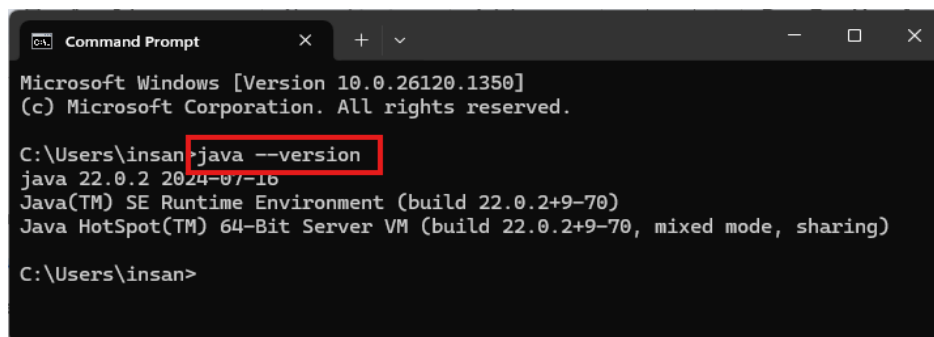 Command Prompt
Microsoft Windows [Version 10.0.26120.1350]
(c) Microsoft Corporation. All rights reserved.
C:\Users\insan>java --version
java 22.0.2 2024-07-16
Java(TM) SE Runtime Environment (build 22.0.2+9-70)
Java HotSpot(TM) 64-Bit Server VM (build 22.0.2+9-70, mixed mode, sharing)
C:\Users\insan>